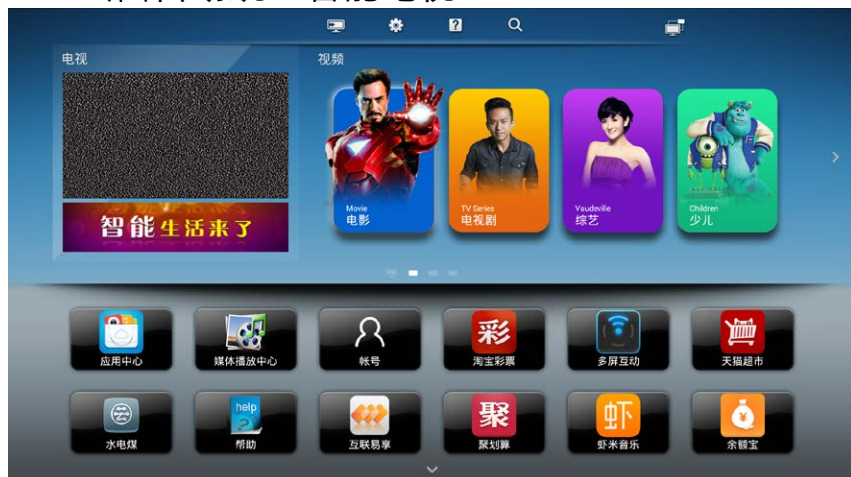 电视
视频
智能生活来了
Movie
电影
TV Series
电视剧
Vaudeville
综艺
Children
少儿
应用中心
媒体播放中心
帐号
彩
淘宝彩票
多屏互动
天猫超市
水电煤
help
帮助
互联易享
聚
聚划算
虾
虾米音乐
余额宝